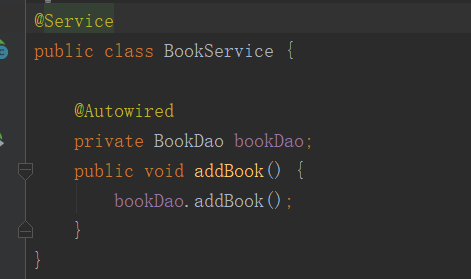 @Service
public class BookService {
@Autowired
private BookDao bookDao;
public void addBook() {
bookDao.addBook();
}
}